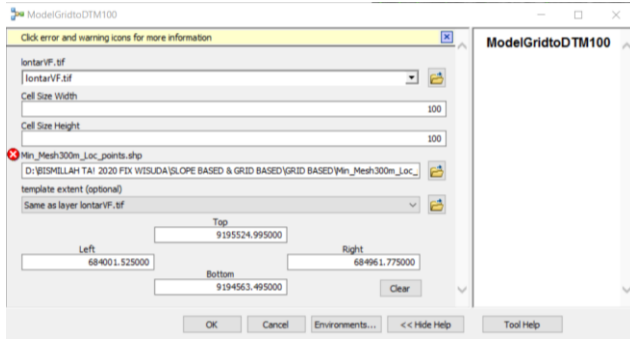 ModelGridtoDTM100
Click error and warning icons for more information
ModelGridtoDTM100
lontarVF.tif
lontarVF.tif
Cell Size Width
100
Cell Size Height
100
Min_Mesh300m_Loc_points.shp
D:\BISMILLAH TA! 2020 FIX WISUDA\SLOPE BASED & GRID BASED\GRID BASED\Min_Mesh300m_Loc_
template extent (optional)
Same as layer lontarVF.tif
Top
9195524.995000
Left Right
684001.525000 684961.775000
Bottom
9194563.495000 Clear
OK Cancel Environments... << Hide Help Tool Help